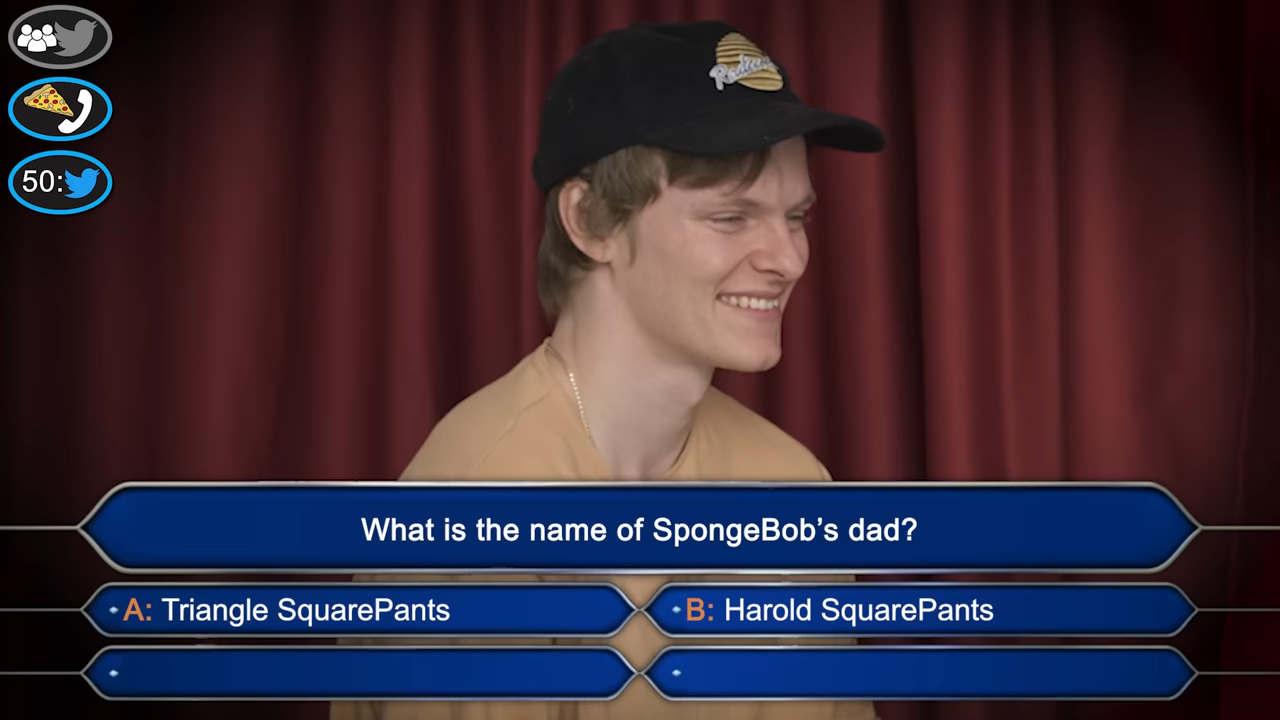 50:
What is the name of SpongeBob’s dad?
A: Triangle SquarePants
B: Harold SquarePants